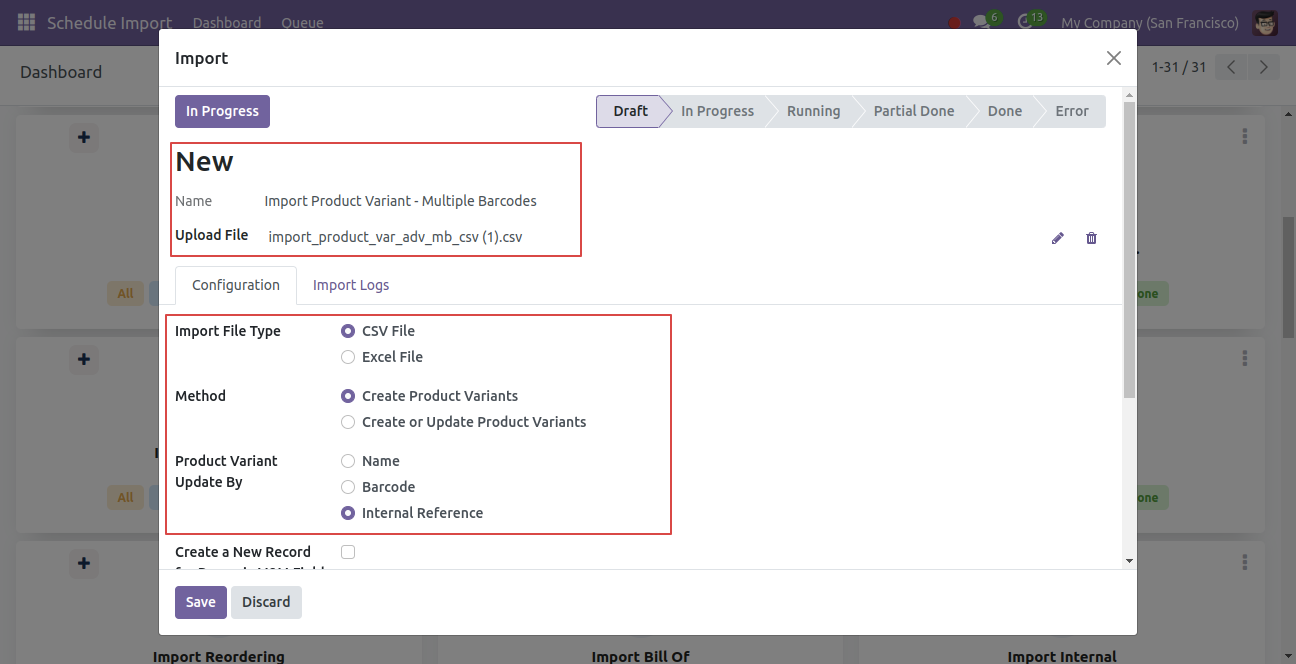 Schedule Import Dashboard Queue 6 13 My Company (San Francisco)
Dashboard 1-31 / 31
Import
In Progress Draft In Progress Running Partial Done Done Error
New
Name Import Product Variant - Multiple Barcodes
Upload File import_product_var_adv_mb_csv (1).csv
Configuration Import Logs
All
Import File Type CSV File
Excel File
Method Create Product Variants
Create or Update Product Variants
Product Variant Name
Update By Barcode
All
Internal Reference
Create a New Record
Save Discard
Import Reordering Import Bill Of Import Internal